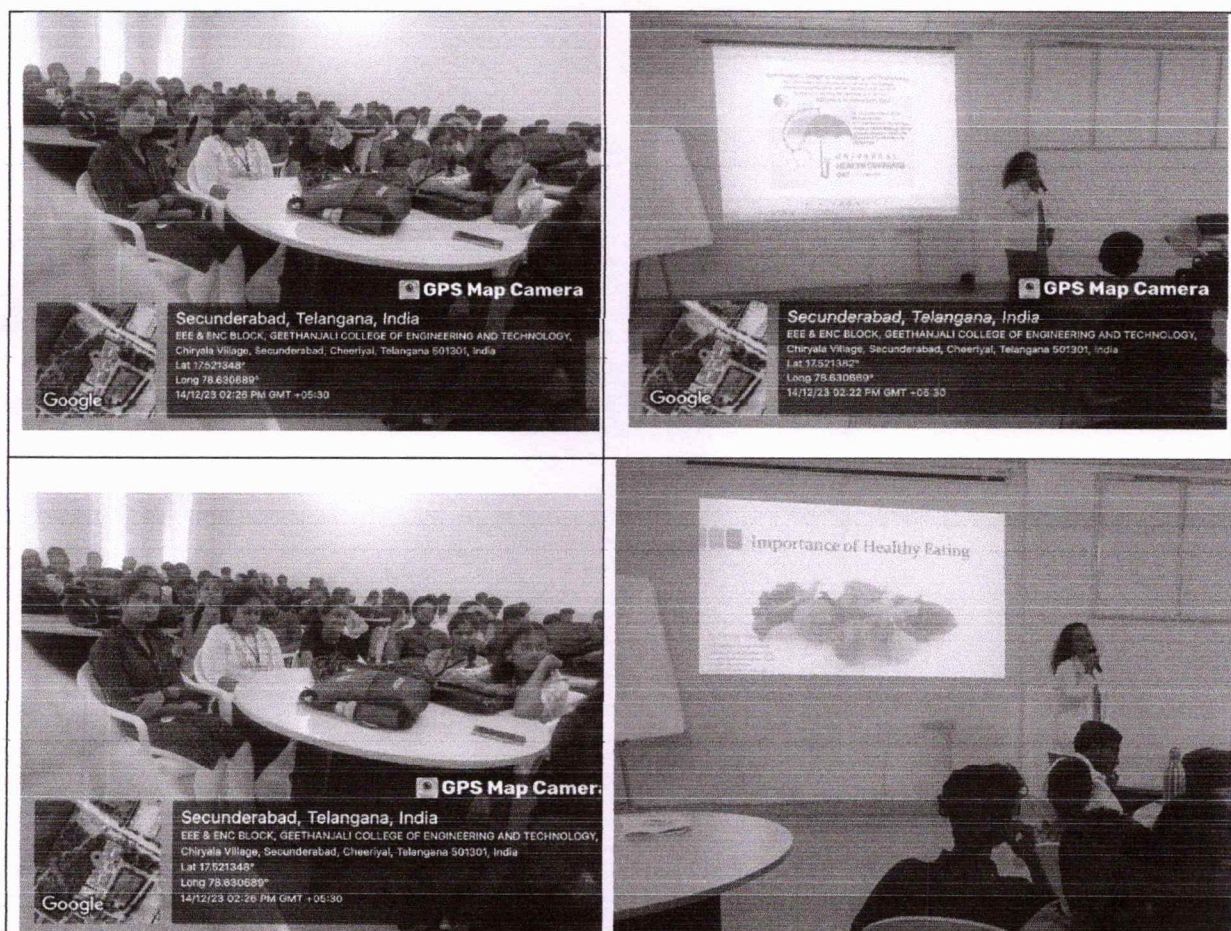 GPS Map Camera
Secunderabad, Telangana, India
EEE & ENC BLOCK, GEETHANJALI COLLEGE OF ENGINEERING AND TECHNOLOGY,
Chiryala Village, Secunderabad, Cheeriyal, Telangana 501301, India
Lat 17.521348°
Long 78.630689°
14/12/23 02:26 PM GMT +05:30
Google
GPS Map Camera
Secunderabad, Telangana, India
EEE & ENC BLOCK, GEETHANJALI COLLEGE OF ENGINEERING AND TECHNOLOGY,
Chiryala Village, Secunderabad, Cheeriyal, Telangana 501301, India
Lat 17.521382°
Long 78.630689°
14/12/23 02:22 PM GMT +05:30
Google
GPS Map Camer
Secunderabad, Telangana, India
EEE & ENC BLOCK, GEETHANJALI COLLEGE OF ENGINEERING AND TECHNOLOGY,
Chiryala Village, Secunderabad, Cheeriyal, Telangana 501301, India
Lat 17.521348°
Long 78.630689°
14/12/23 02:26 PM GMT +05:30
Google
Importance of Healthy Eating